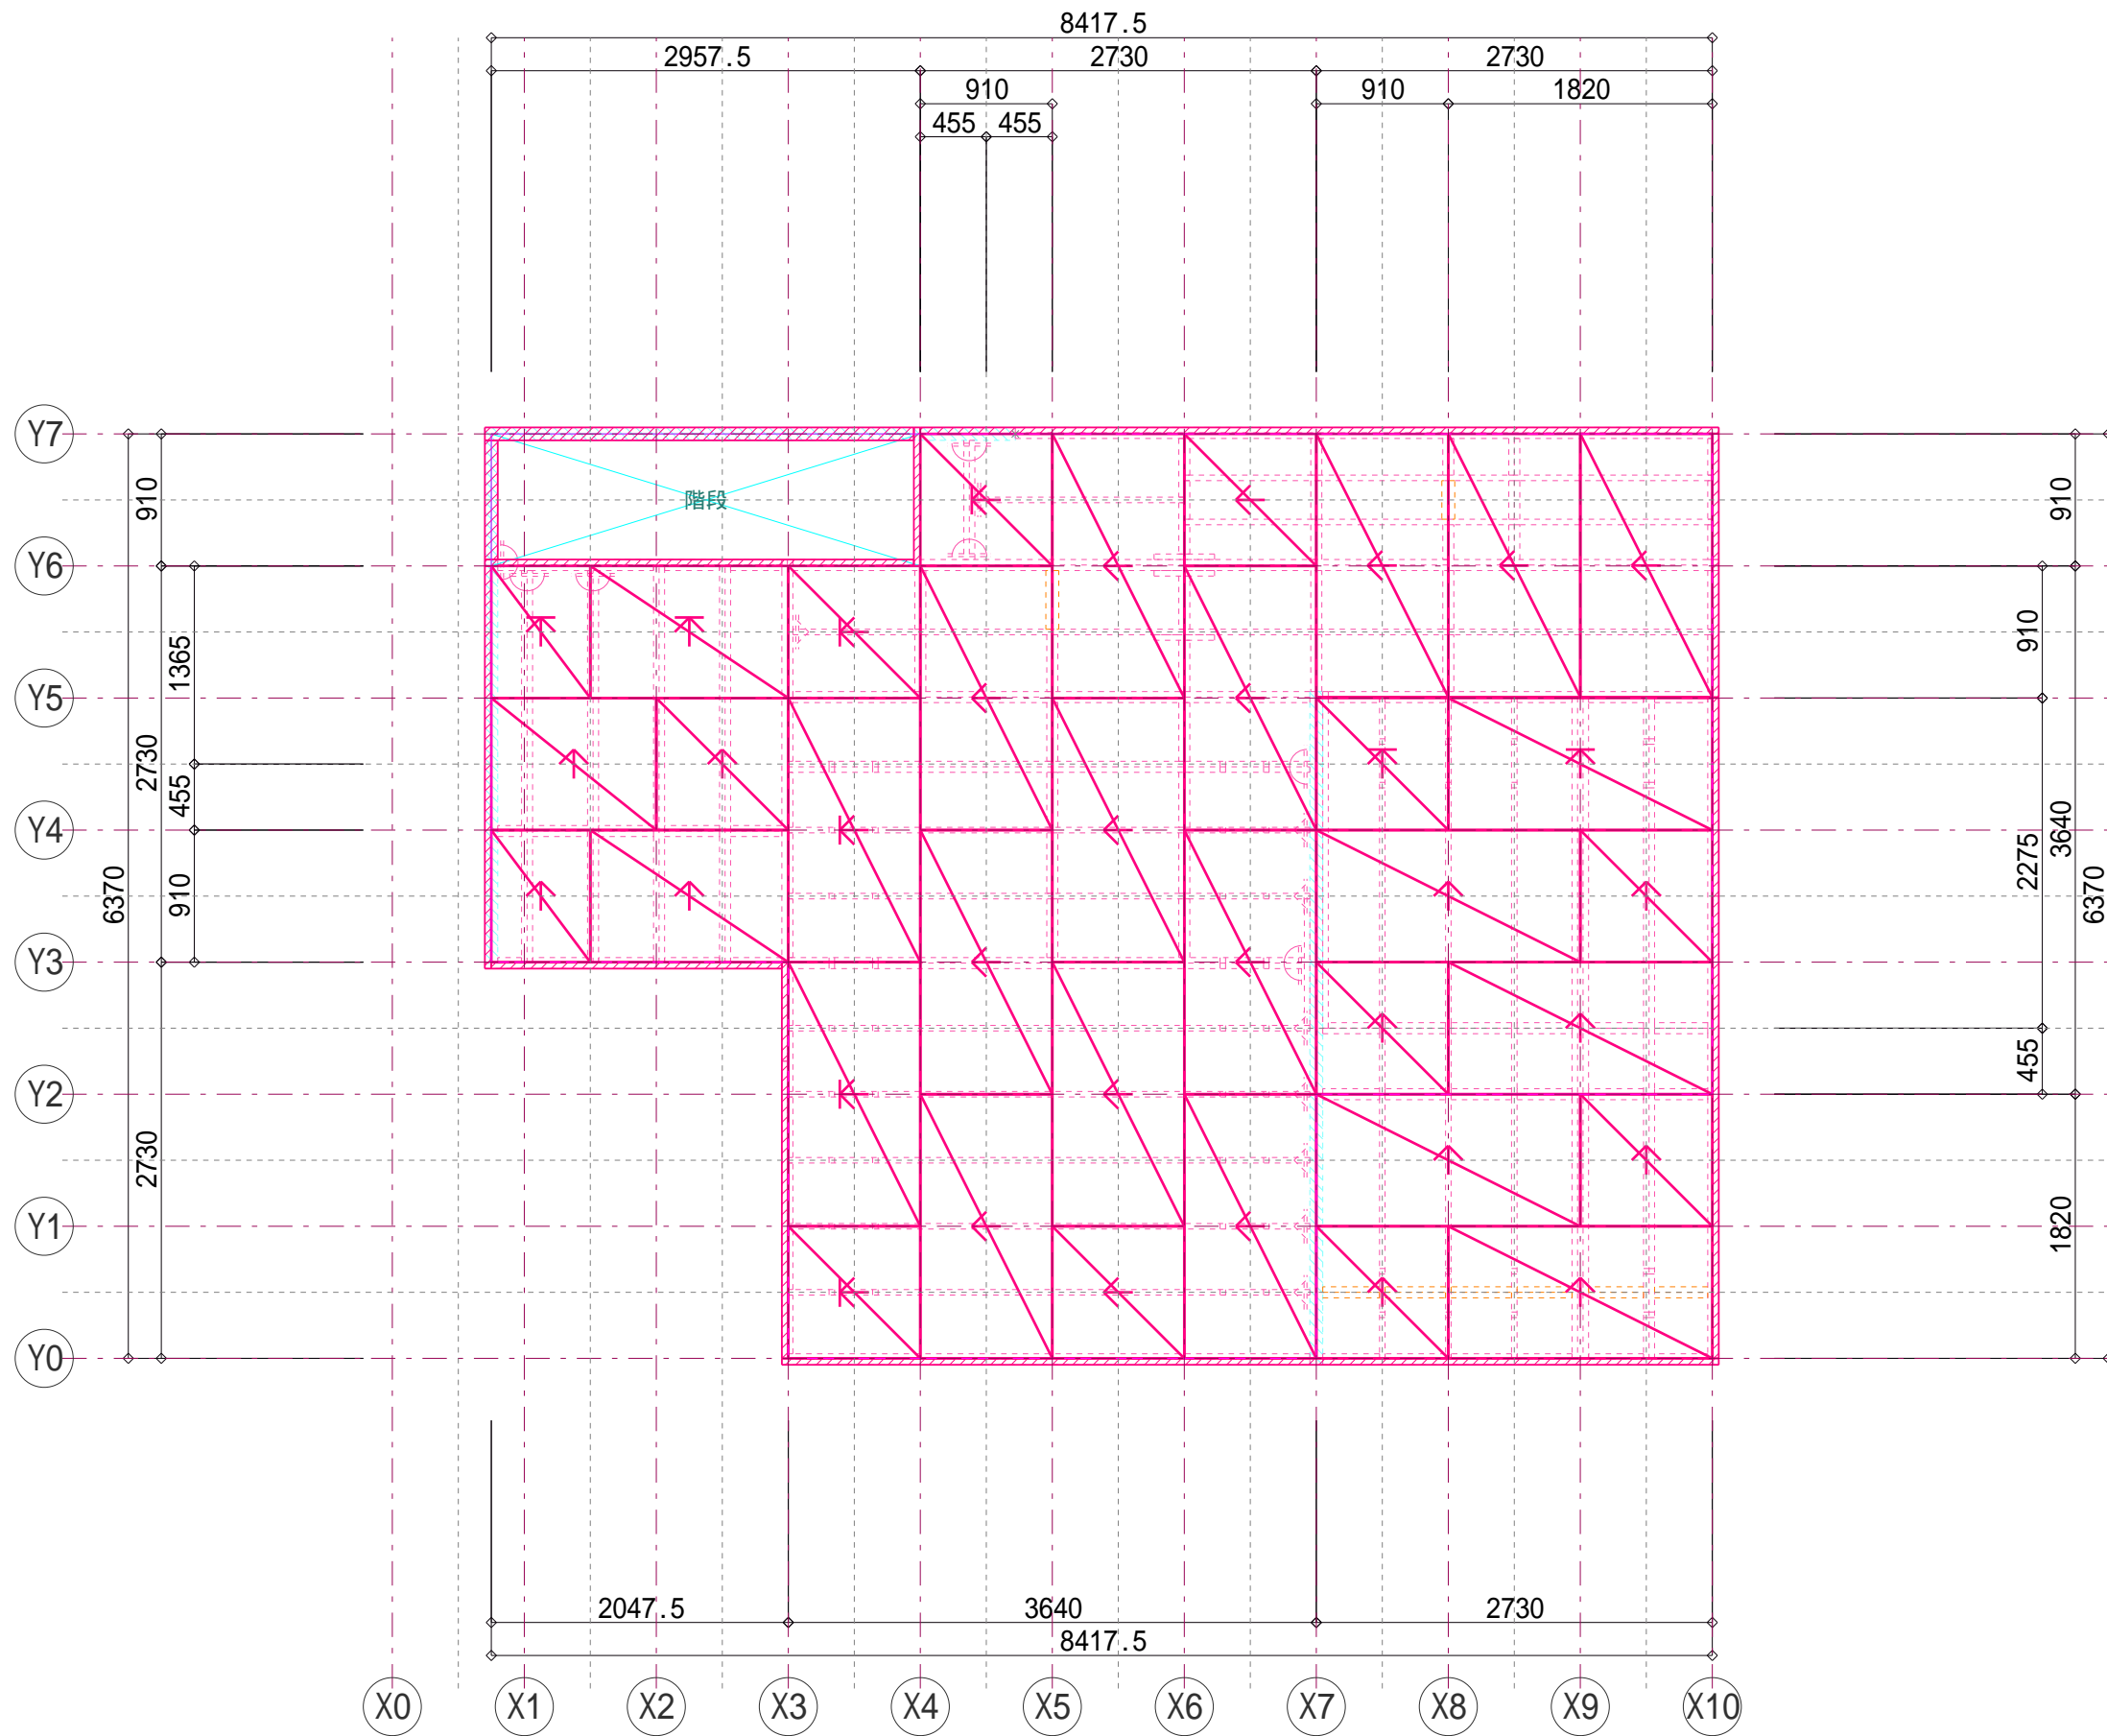 8417.5
2957.5 2730 2730
910 910 1820
455 455
Y7
910 階段 910
Y6
1365 910
Y5
2730
455 3640
Y4
2275
6370 910 6370
Y3
455
Y2
2730
1820
Y1
Y0
2047.5 3640 2730
8417.5
X0 X1 X2 X3 X4 X5 X6 X7 X8 X9 X10